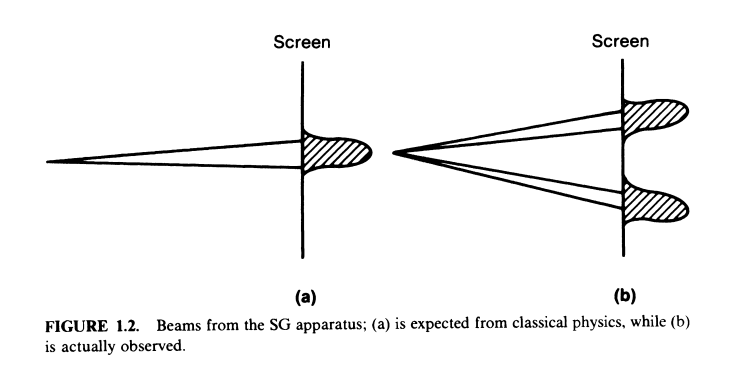 Screen
Screen
(a)
(b)
FIGURE 1.2. Beams from the SG apparatus; (a) is expected from classical physics, while (b)
is actually observed.